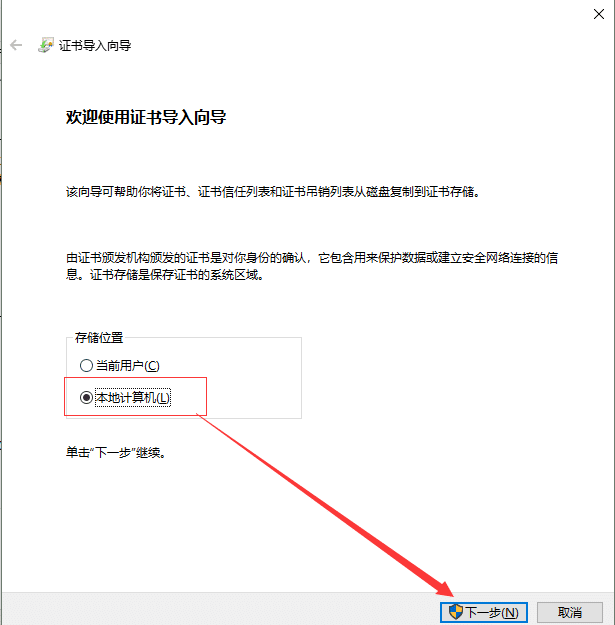 证书导入向导
欢迎使用证书导入向导
该向导可帮助你将证书、证书信任列表和证书吊销列表从磁盘复制到证书存储。
由证书颁发机构颁发的证书是对你身份的确认，它包含用来保护数据或建立安全网络连接的信
息。证书存储是保存证书的系统区域。
存储位置
当前用户(C)
本地计算机(L)
单击“下一步”继续。
下一步(N)
取消